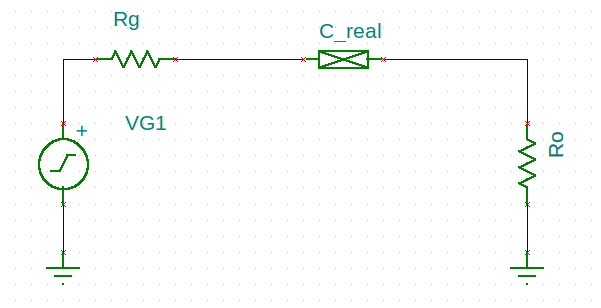 Rg
C_real
+
VG1
Ro